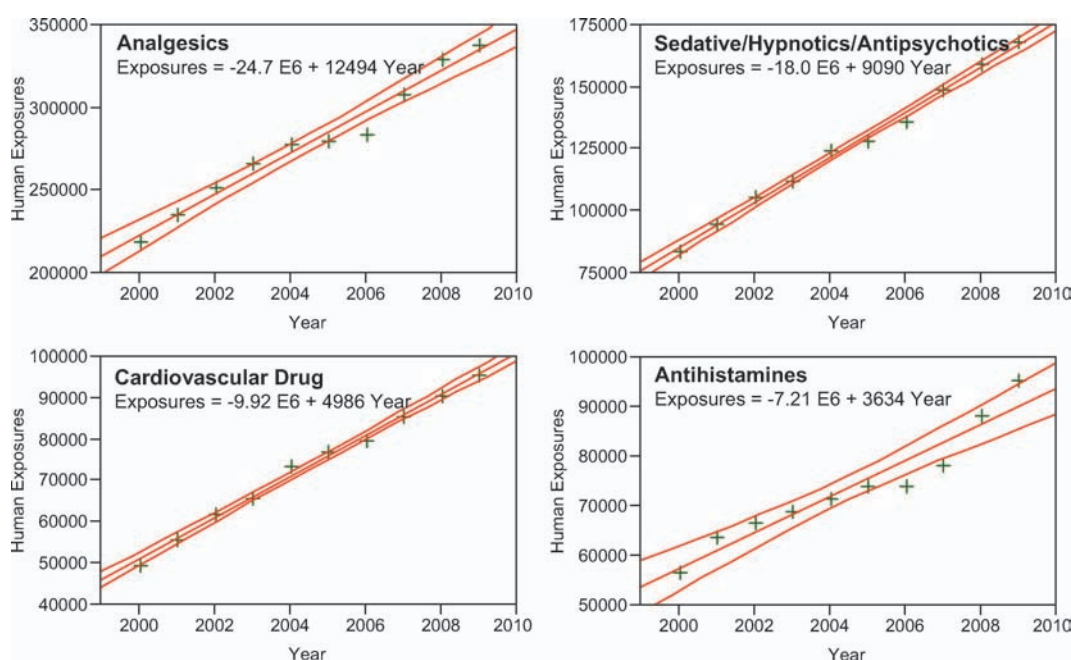 Analgesics
Exposures = -24.7 E6 + 12494 Year
350000
300000
250000
200000
Human Exposures
2000 2002 2004 2006 2008 2010
Year
Sedative/Hypnotics/Antipsychotics
Exposures = -18.0 E6 + 9090 Year
175000
150000
125000
100000
75000
Human Exposures
2000 2002 2004 2006 2008 2010
Year
Cardiovascular Drug
Exposures = -9.92 E6 + 4986 Year
100000
90000
80000
70000
60000
50000
40000
Human Exposures
2000 2002 2004 2006 2008 2010
Year
Antihistamines
Exposures = -7.21 E6 + 3634 Year
100000
90000
80000
70000
60000
50000
Human Exposures
2000 2002 2004 2006 2008 2010
Year